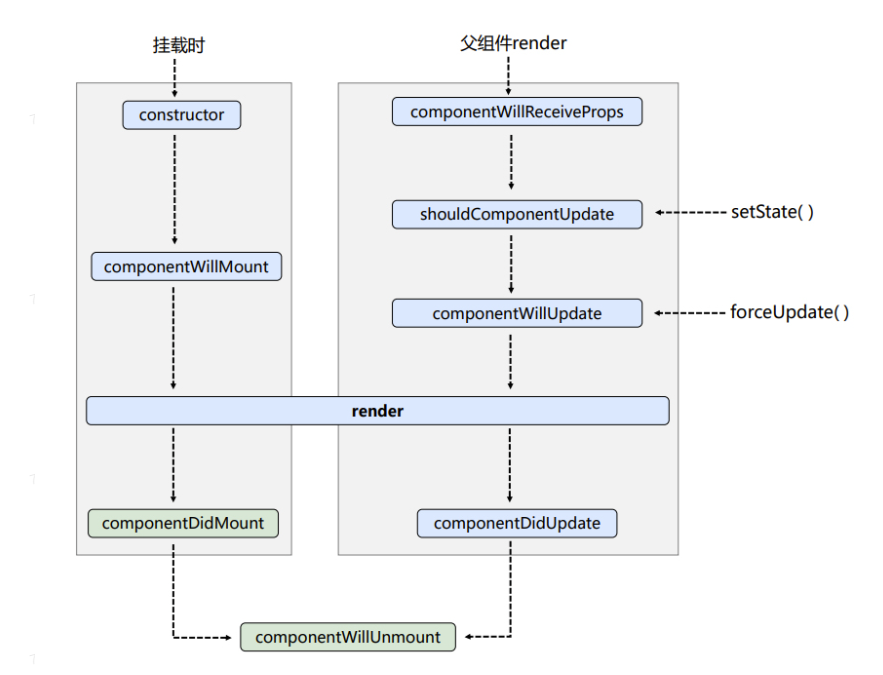 挂载时
父组件render
constructor
componentWillReceiveProps
shouldComponentUpdate
setState( )
componentWillMount
componentWillUpdate
forceUpdate( )
render
componentDidMount
componentDidUpdate
componentWillUnmount